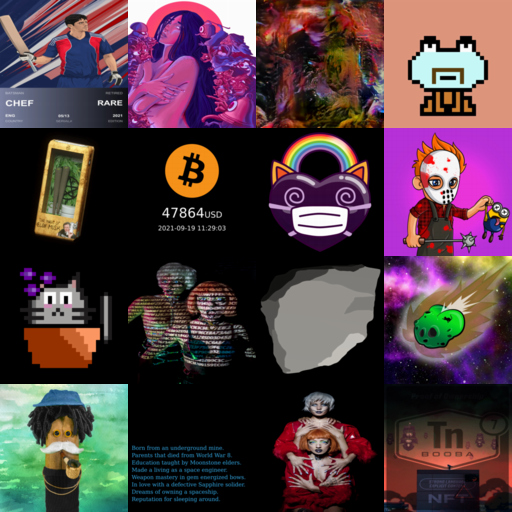 CHEF
RARE
ENG
2021
47864USD
2021-09-19 11:29:03
Born from an underground mine.
Parents that died from World War 8.
Education taught by Moonstone elders.
Made a living as a space engineer.
Weapon mastery in gem energized bows.
In love with a defective Sapphire solider.
Dreams of owning a spaceship.
Reputation for sleeping around.
Tn
BOOBA
NFT